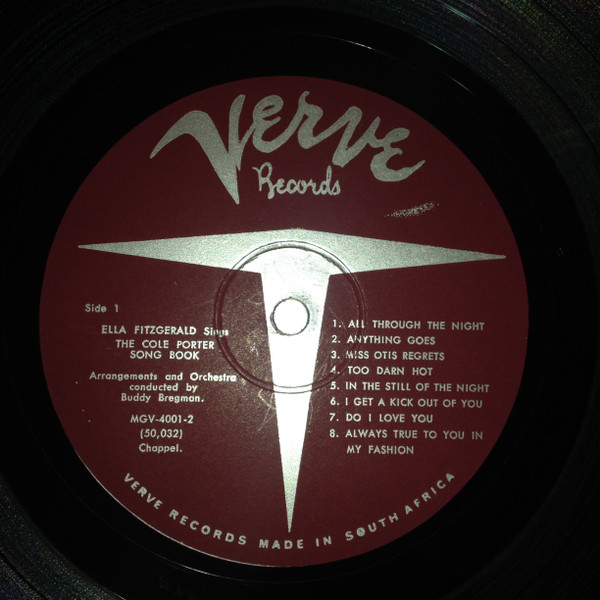 Verve
Records
Side 1
ELLA FITZGERALD Sings
THE COLE PORTER
SONG BOOK
Arrangements and Orchestra
conducted by
Buddy Bregman.
MGV-4001-2
(50,032)
Chappel.
1. ALL THROUGH THE NIGHT
2. ANYTHING GOES
3. MISS OTIS REGRETS
4. TOO DARN HOT
5. IN THE STILL OF THE NIGHT
6. I GET A KICK OUT OF YOU
7. DO I LOVE YOU
8. ALWAYS TRUE TO YOU IN
MY FASHION
VERVE RECORDS MADE IN SOUTH AFRICA